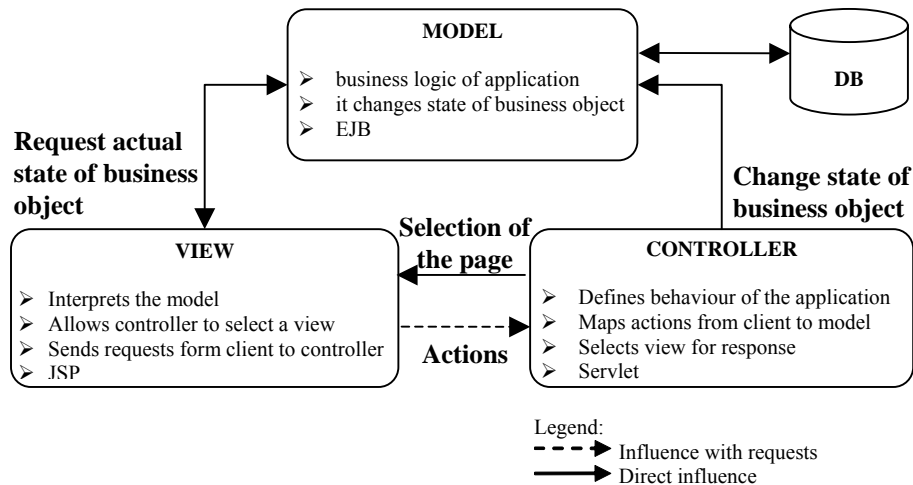 MODEL
➢ business logic of application
➢ it changes state of business object
➢ EJB
DB
Request actual
state of business
object
Change state of
business object
Selection of
the page
VIEW
➢ Interprets the model
➢ Allows controller to select a view
➢ Sends requests form client to controller
➢ JSP
Actions
CONTROLLER
➢ Defines behaviour of the application
➢ Maps actions from client to model
➢ Selects view for response
➢ Servlet
Legend:
Influence with requests
Direct influence